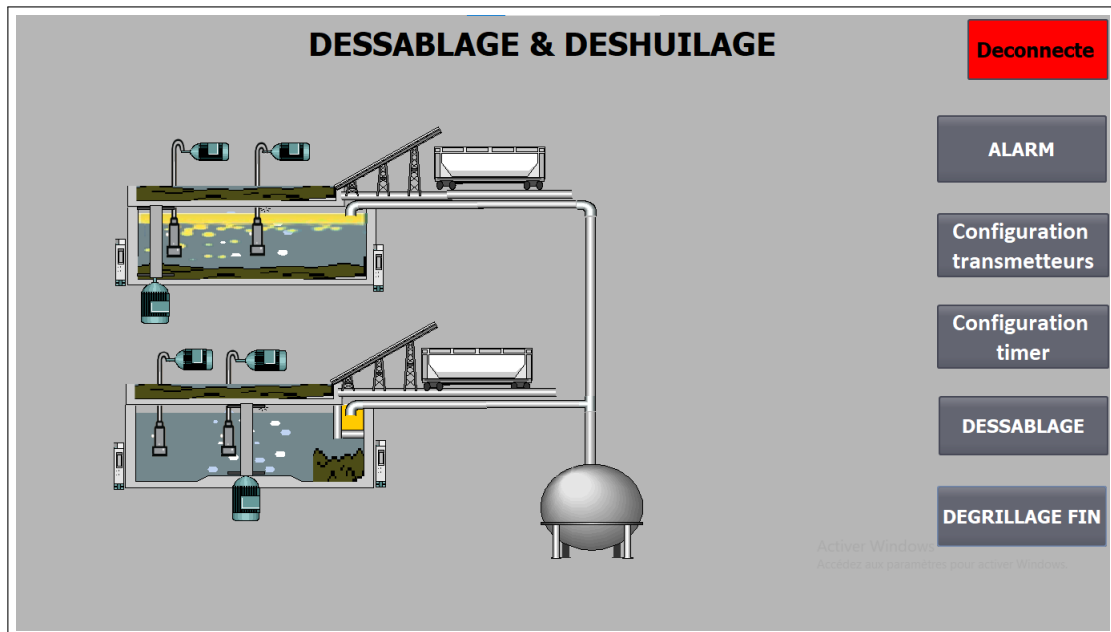 DESSABLAGE & DESHUILAGE
Deconnecte
ALARM
Configuration
transmetteurs
Configuration
timer
DESSABLAGE
DEGRILLAGE FIN
Activer Windows
Accédez aux paramètres pour activer Windows.